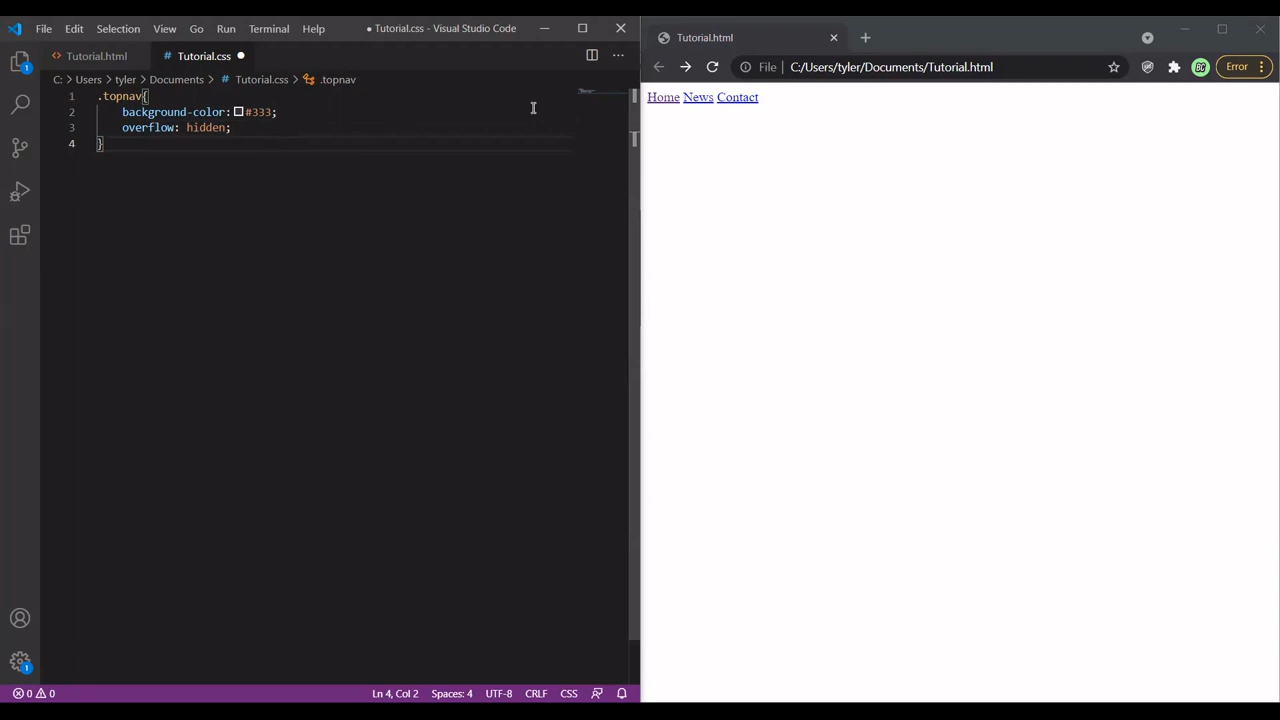 File Edit Selection View Go Run Terminal Help ● Tutorial.css - Visual Studio Code
Tutorial.html
Tutorial.css
C: > Users > tyler > Documents > # Tutorial.css > .topnav
1 .topnav{
2 background-color: #333;
3 overflow: hidden;
4 }
1
1
0 0
Ln 4, Col 2 Spaces: 4 UTF-8 CRLF CSS
Tutorial.html
File C:/Users/tyler/Documents/Tutorial.html Error
Home News Contact